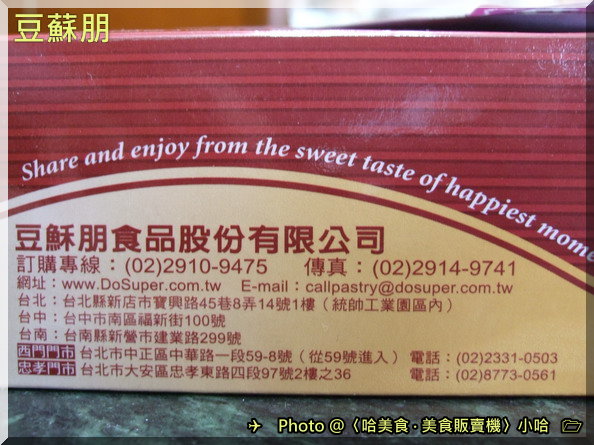 豆蘇朋
Share and enjoy from the sweet taste of happiest mome
豆穌朋食品股份有限公司
訂購專線：(02)2910-9475 傳真：(02)2914-9741
網址：www.DoSuper.com.tw E-mail：callpastry@dosuper.com.tw
台北：台北縣新店市寶興路45巷8弄14號1樓（統帥工業園區內）
台中：台中市南區福新街100號
台南：台南縣新營市建業路299號
西門門市 台北市中正區中華路一段59-8號（從59號進入） 電話：(02)2331-0503
忠孝門市 台北市大安區忠孝東路四段97號2樓之36 電話：(02)8773-0561
Photo @〈哈美食·美食販賣機〉小哈